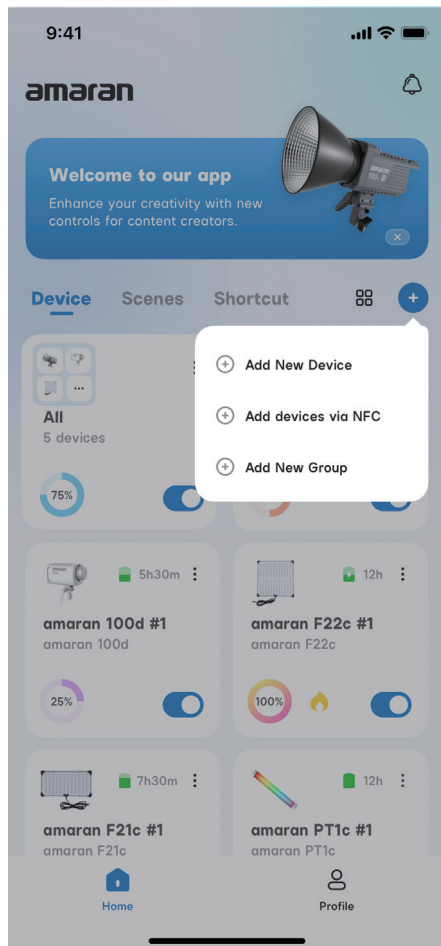 9:41
amaran
Welcome to our app
Enhance your creativity with new
controls for content creators.
Device Scenes Shortcut
Add New Device
Add devices via NFC
Add New Group
All
5 devices
75%
5h30m
amaran 100d #1
amaran 100d
25%
12h
amaran F22c #1
amaran F22c
100%
7h30m
amaran F21c #1
amaran F21c
12h
amaran PT1c #1
amaran PT1c
Home
Profile